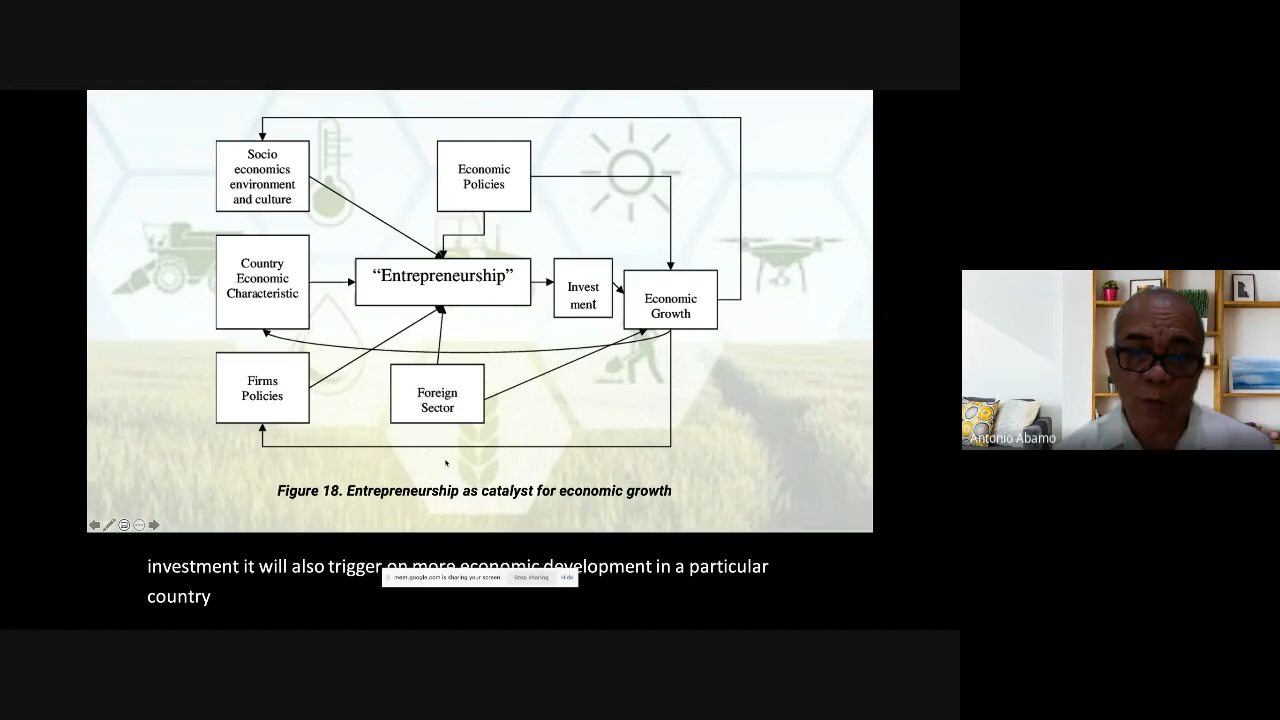 Socio
economics
environment
and culture
Economic
Policies
Country
Economic
Characteristic
“Entrepreneurship”
Invest
ment
Economic
Growth
Firms
Policies
Foreign
Sector
Figure 18. Entrepreneurship as catalyst for economic growth
Antonio Abamo
investment it will also trigger on more economic development in a particular
country
meet.google.com is sharing your screen. Stop sharing Hide